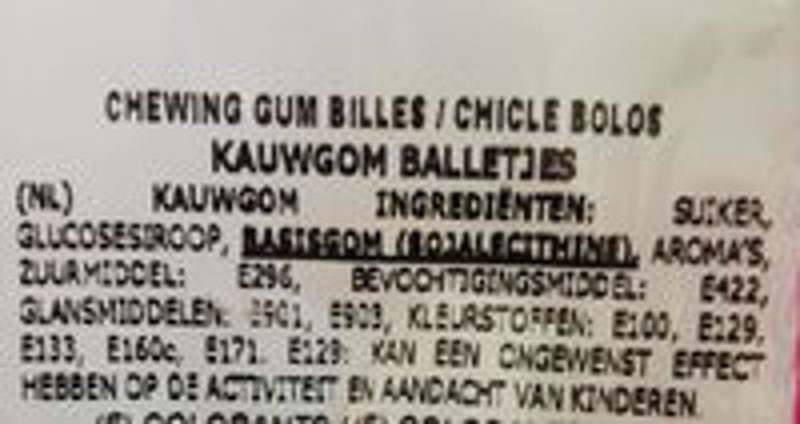 CHEWING GUM BILLES / CHICLE BOLOS
KAUWGOM BALLETJES
(NL) KAUWGOM INGREDIËNTEN: SUIKER,
GLUCOSESIROOP, BASISGOM (SOJALECITHINE), AROMA'S,
ZUURMIDDEL: E296, BEVOCHTIGINGSMIDDEL: E422,
GLANSMIDDELEN: E901, E903, KLEURSTOFFEN: E100, E129,
E133, E160c, E171. E129: KAN EEN ONGEWENST EFFECT
HEBBEN OP DE ACTIVITEIT EN AANDACHT VAN KINDEREN.